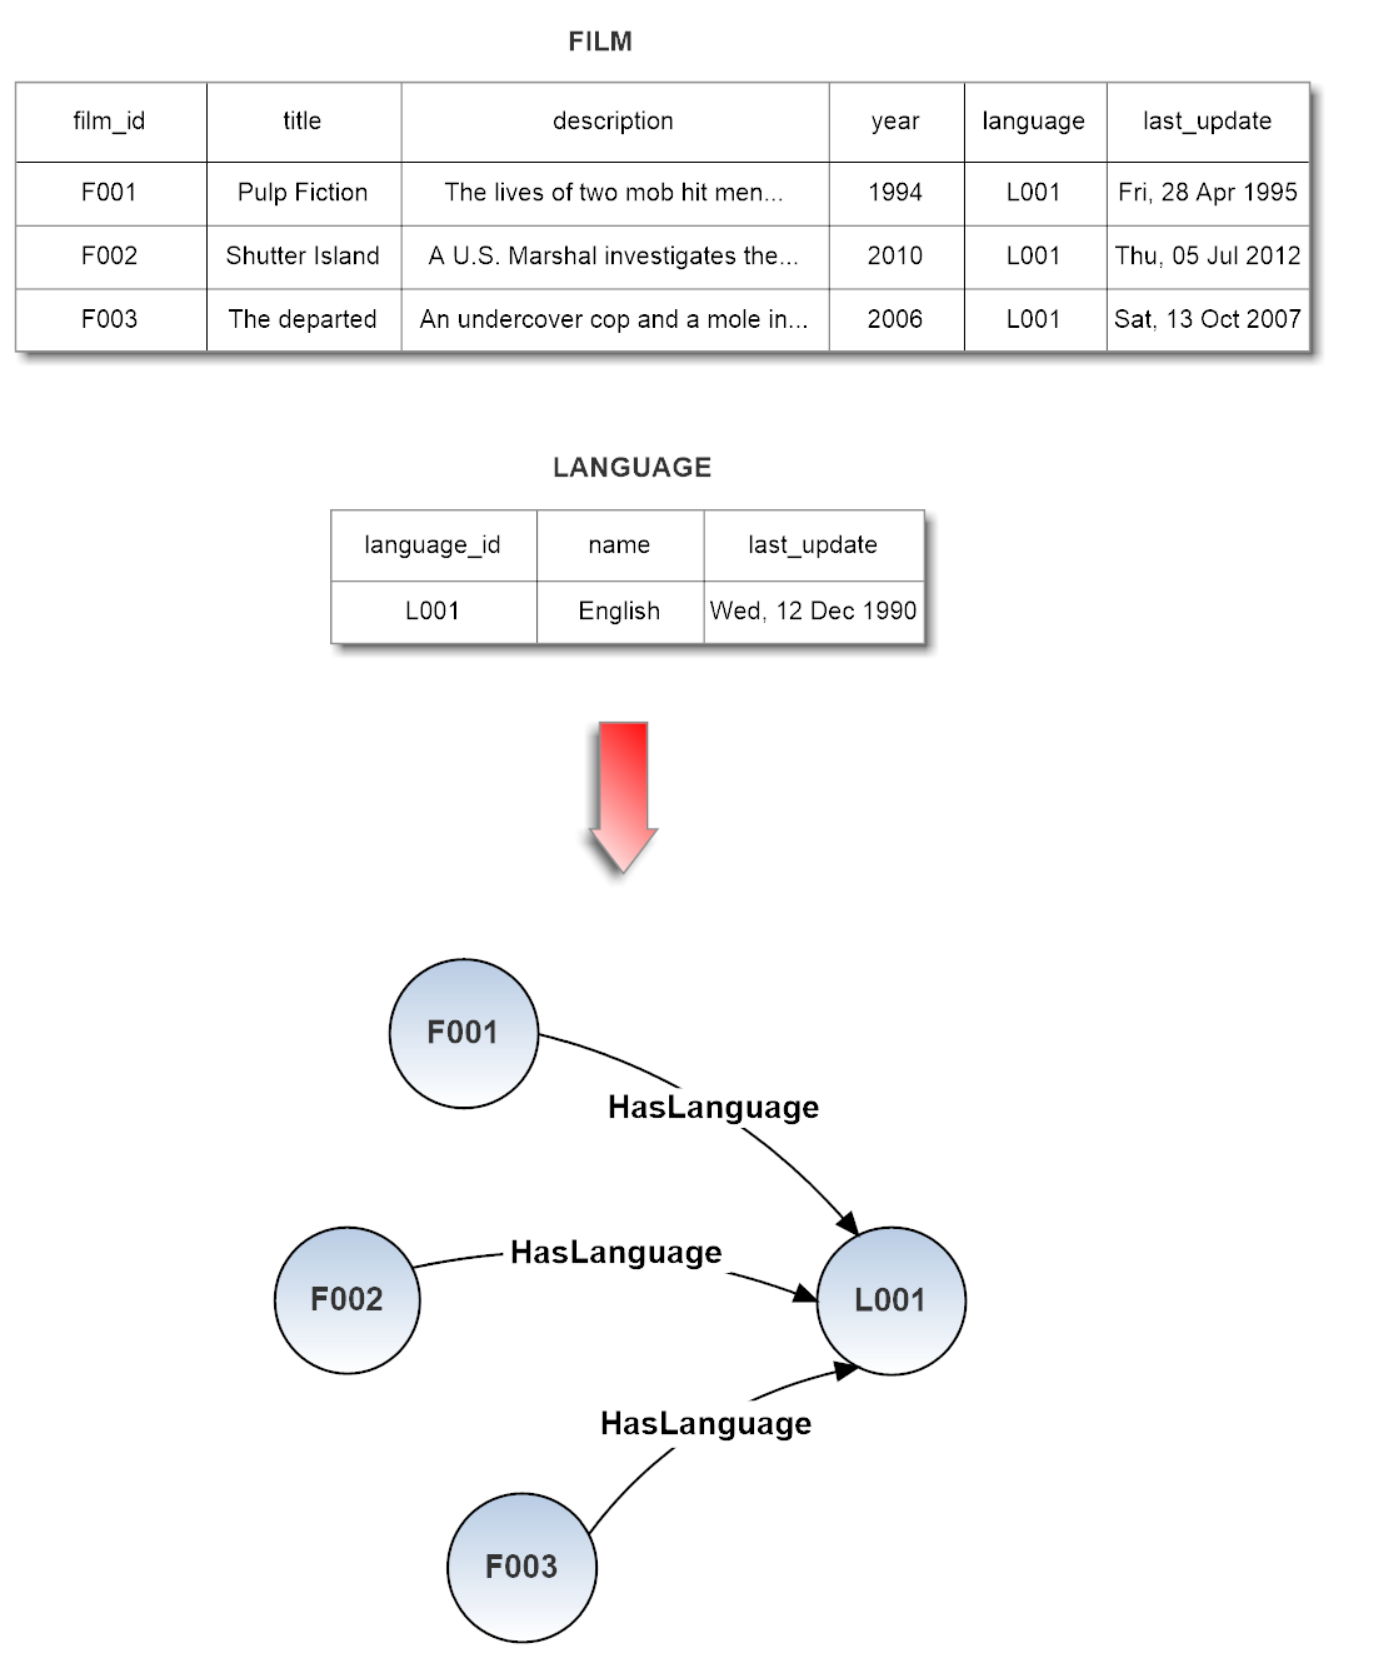 FILM
film_id title description year language last_update
F001 Pulp Fiction The lives of two mob hit men... 1994 L001 Fri, 28 Apr 1995
F002 Shutter Island A U.S. Marshal investigates the... 2010 L001 Thu, 05 Jul 2012
F003 The departed An undercover cop and a mole in... 2006 L001 Sat, 13 Oct 2007
LANGUAGE
language_id name last_update
L001 English Wed, 12 Dec 1990
F001
HasLanguage
F002 HasLanguage L001
HasLanguage
F003